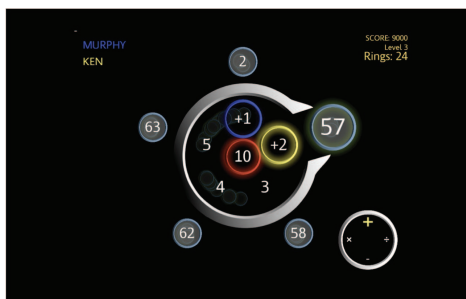 MURPHY
KEN
SCORE: 9000
Level 3
Rings: 24
2
63
+1
57
5
10
+2
4
3
62
58
+
× ÷
-